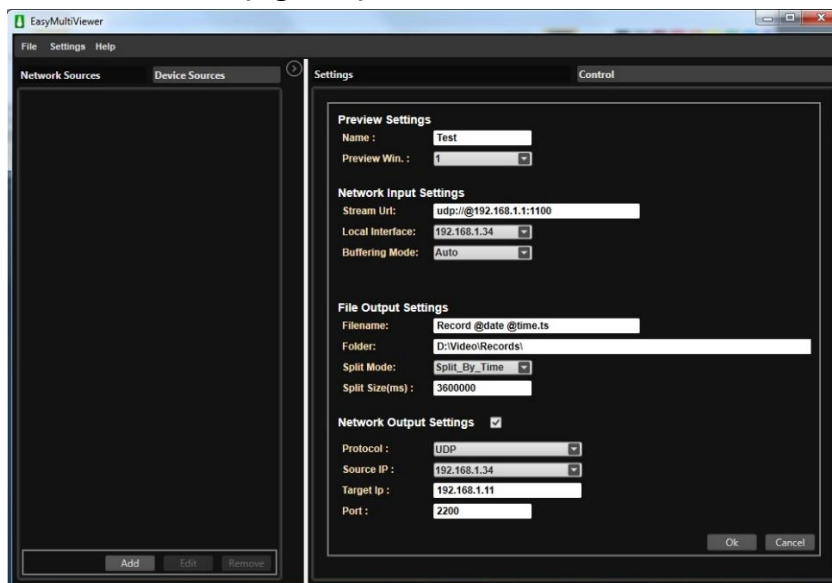 EasyMultiViewer
File Settings Help
Network Sources Device Sources
Add Edit Remove
Settings Control
Preview Settings
Name : Test
Preview Win. : 1
Network Input Settings
Stream Url: udp://@192.168.1.1:1100
Local Interface: 192.168.1.34
Buffering Mode: Auto
File Output Settings
Filename: Record @date @time.ts
Folder: D:\Video\Records\
Split Mode: Split_By_Time
Split Size(ms) : 3600000
Network Output Settings
Protocol : UDP
Source IP : 192.168.1.34
Target Ip : 192.168.1.11
Port : 2200
Ok Cancel